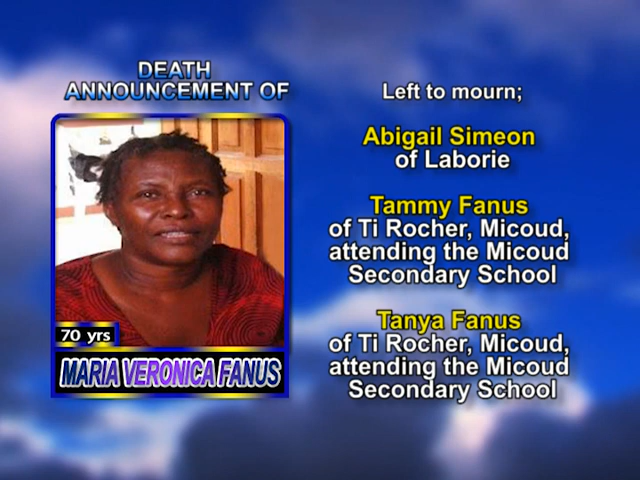 DEATH
ANNOUNCEMENT OF
70 yrs
MARIA VERONICA FANUS
Left to mourn;
Abigail Simeon
of Laborie
Tammy Fanus
of Ti Rocher, Micoud,
attending the Micoud
Secondary School
Tanya Fanus
of Ti Rocher, Micoud,
attending the Micoud
Secondary School